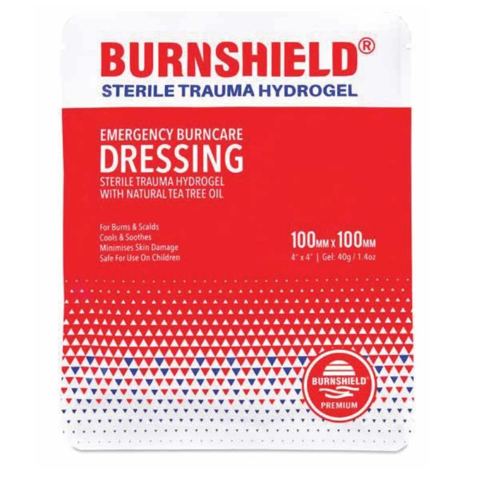 BURNSHIELD®
STERILE TRAUMA HYDROGEL
EMERGENCY BURNCARE
DRESSING
STERILE TRAUMA HYDROGEL
WITH NATURAL TEA TREE OIL
For Burns & Scalds
Cools & Soothes
Minimises Skin Damage
Safe For Use On Children
100MM X 100MM
4" x 4" | Gel: 40g / 1.4oz
BURNSHIELD®
PREMIUM